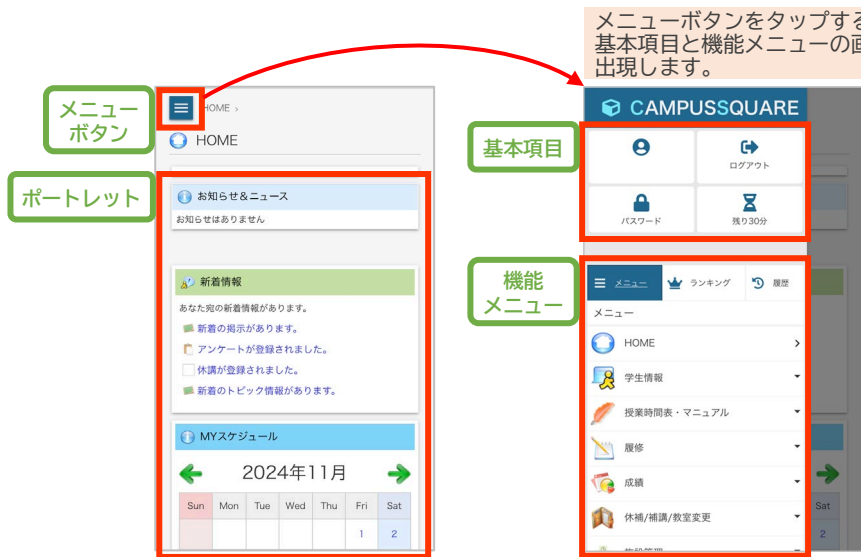 メニューボタンをタップする
基本項目と機能メニューの画
出現します。
メニュー
ボタン
HOME ›
HOME
ポートレット
お知らせ&ニュース
お知らせはありません
新着情報
あなた宛の新着情報があります。
新着の掲示があります。
アンケートが登録されました。
休講が登録されました。
新着のトピック情報があります。
MYスケジュール
2024年11月
Sun Mon Tue Wed Thu Fri Sat
1 2
CAMPUSSQUARE
基本項目
ログアウト
パスワード
残り30分
機能
メニュー
メニュー ランキング 履歴
メニュー
HOME
学生情報
授業時間表・マニュアル
履修
成績
休補/補講/教室変更
Sat
2